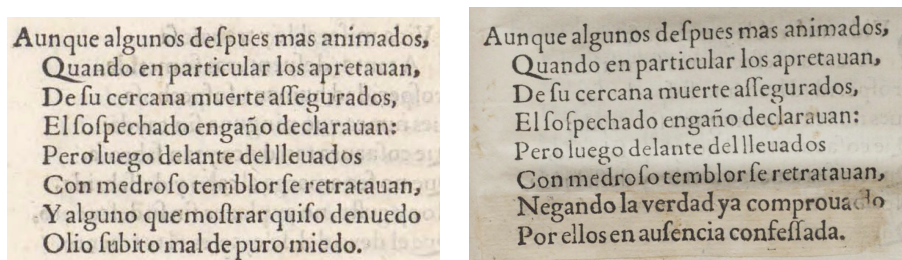 Aunque algunos deſpues mas animados,
Quando en particular los apretauan,
De ſu cercana muerte aſſegurados,
El ſoſpechado engaño declarauan:
Pero luego delante del lleuados
Con medroſo temblor ſe retratauan,
Y alguno que moſtrar quiſo denuedo
Olio ſubito mal de puro miedo.
Aunque algunos deſpues mas animados,
Quando en particular los apretauan,
De ſu cercana muerte aſſegurados,
El ſoſpechado engaño declarauan:
Pero luego delante del lleuados
Con medroſo temblor ſe retratauan,
Negando la verdad ya comprouado
Por ellos en auſencia confeſſada.